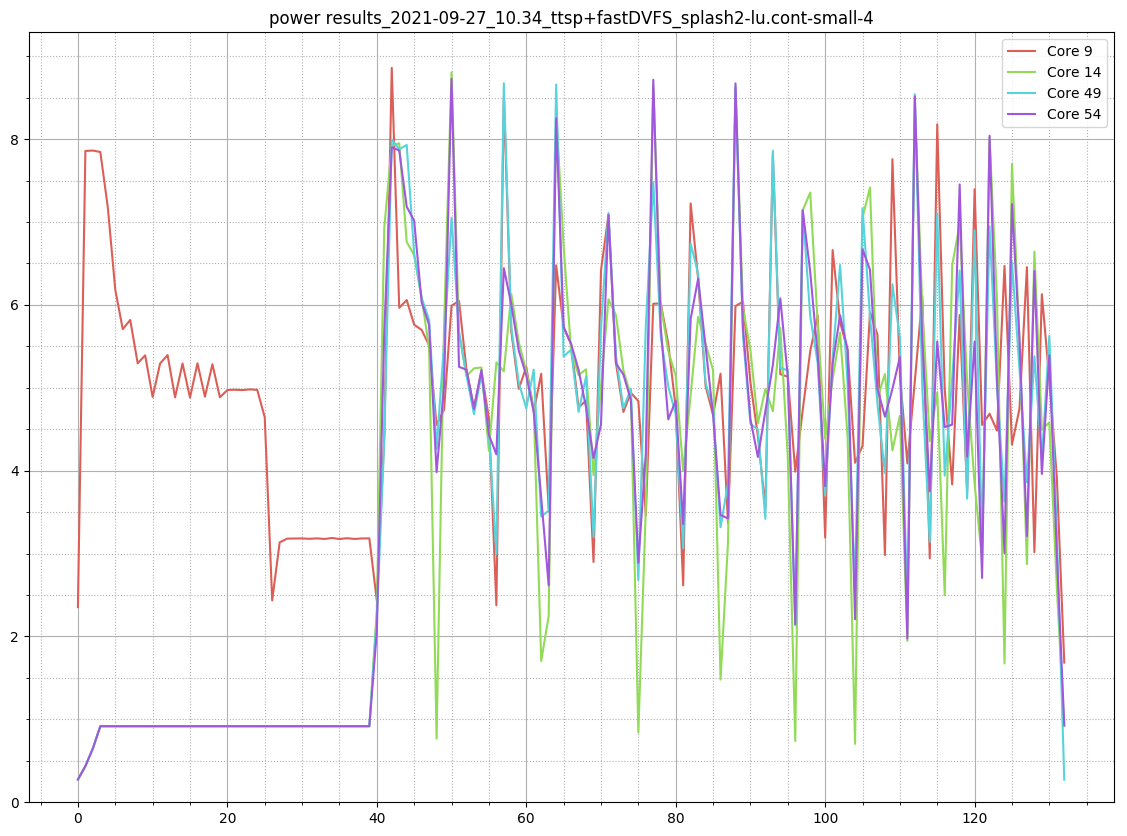 power results_2021-09-27_10.34_ttsp+fastDVFS_splash2-lu.cont-small-4
Core 9
Core 14
Core 49
Core 54
8
6
4
2
0
0 20 40 60 80 100 120